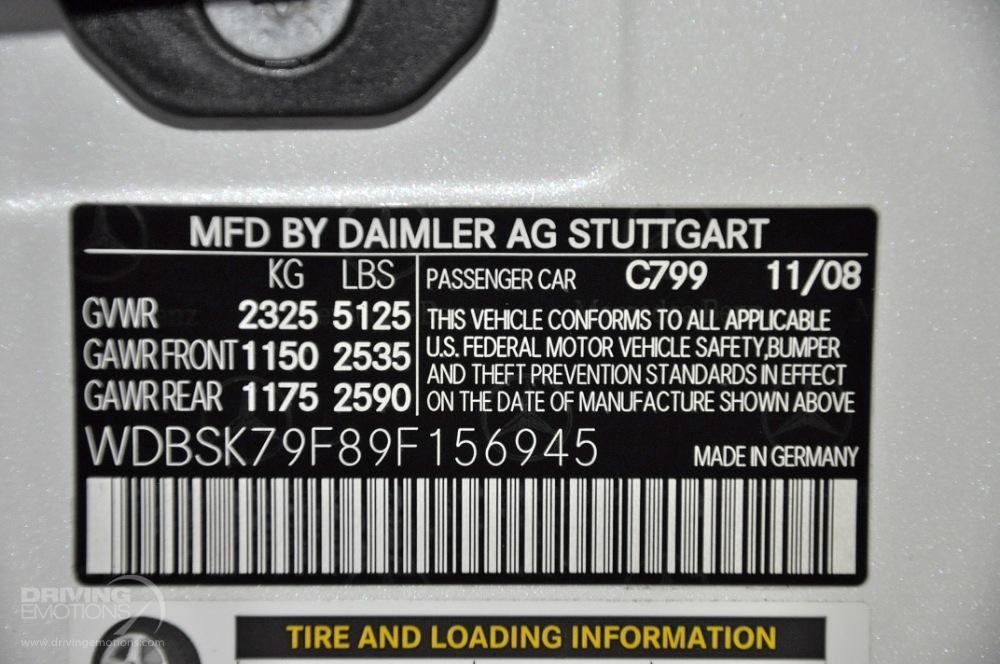 MFD BY DAIMLER AG STUTTGART
KG LBS
GVWR 2325 5125
GAWR FRONT 1150 2535
GAWR REAR 1175 2590
PASSENGER CAR C799 11/08
THIS VEHICLE CONFORMS TO ALL APPLICABLE
U.S. FEDERAL MOTOR VEHICLE SAFETY,BUMPER
AND THEFT PREVENTION STANDARDS IN EFFECT
ON THE DATE OF MANUFACTURE SHOWN ABOVE
WDBSK79F89F156945
MADE IN GERMANY
DRIVING
EMOTIONS
www.drivingemotions.com
TIRE AND LOADING INFORMATION